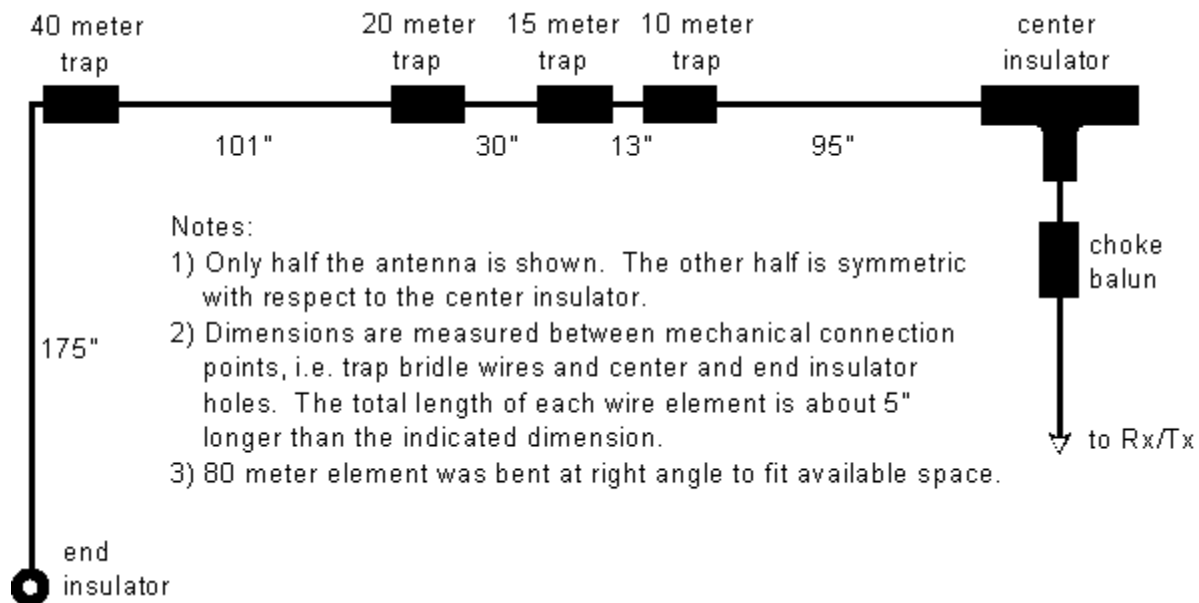 40 meter
trap
20 meter
trap
15 meter
trap
10 meter
trap
center
insulator
101"
30"
13"
95"
Notes:
1) Only half the antenna is shown. The other half is symmetric
with respect to the center insulator.
2) Dimensions are measured between mechanical connection
points, i.e. trap bridle wires and center and end insulator
holes. The total length of each wire element is about 5"
longer than the indicated dimension.
3) 80 meter element was bent at right angle to fit available space.
175"
choke
balun
to Rx/Tx
end
insulator